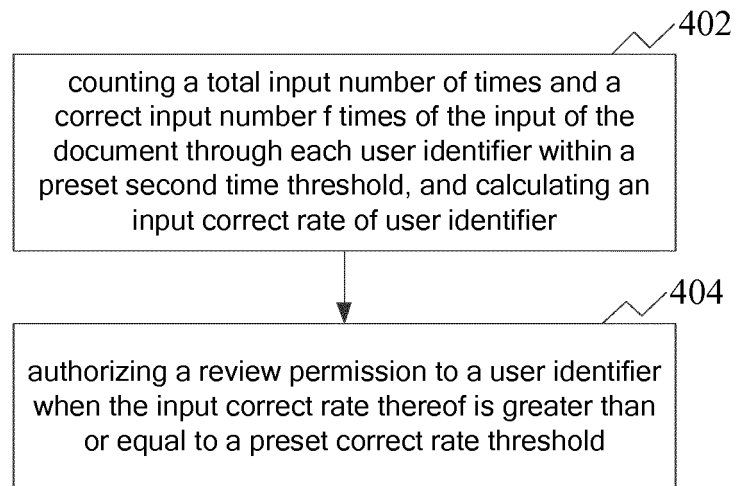 402
counting a total input number of times and a
correct input number f times of the input of the
document through each user identifier within a
preset second time threshold, and calculating an
input correct rate of user identifier
404
authorizing a review permission to a user identifier
when the input correct rate thereof is greater than
or equal to a preset correct rate threshold